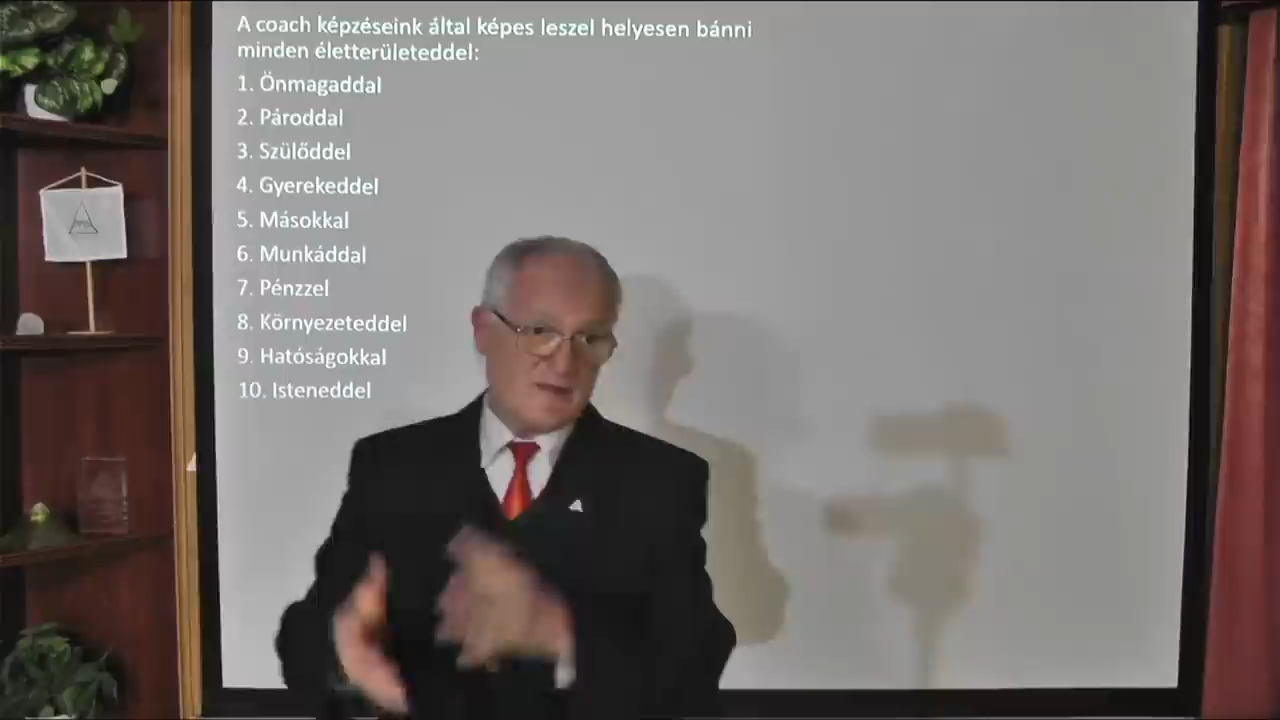 A coach képzéseink által képes leszel helyesen bánni
minden életterületeddel:
1. Önmagaddal
2. Pároddal
3. Szülőddel
4. Gyerekeddel
5. Másokkal
6. Munkáddal
7. Pénzzel
8. Környezeteddel
9. Hatóságokkal
10. Isteneddel